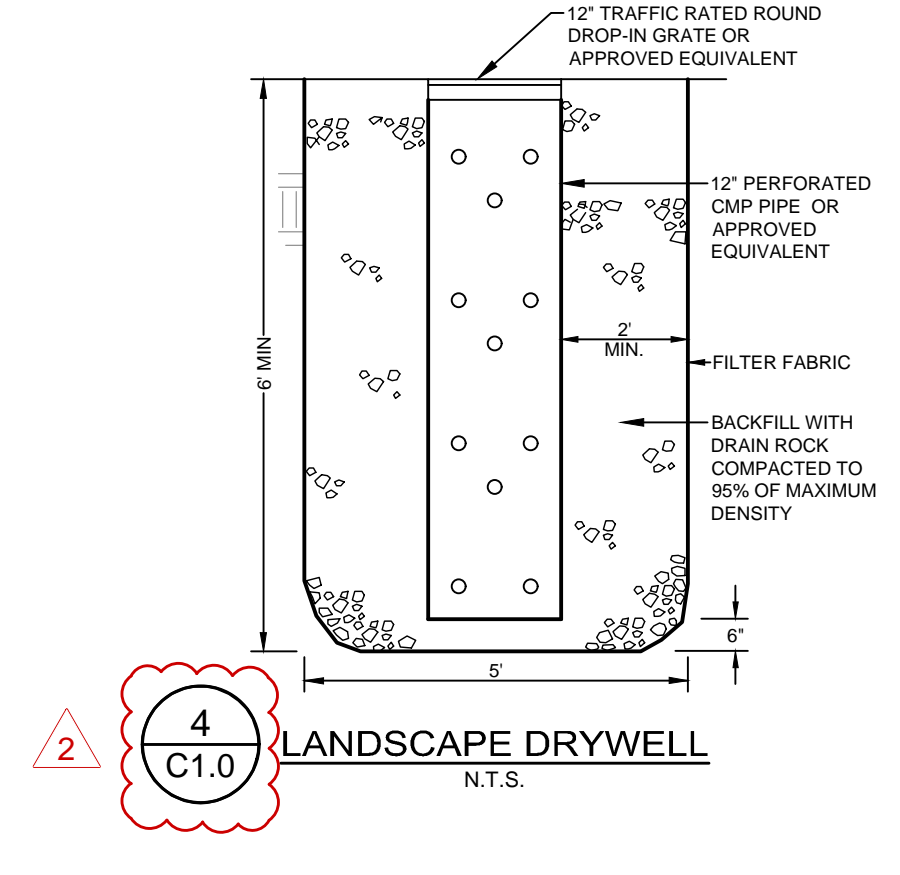 12" TRAFFIC RATED ROUND
DROP-IN GRATE OR
APPROVED EQUIVALENT
12" PERFORATED
CMP PIPE OR
APPROVED
EQUIVALENT
6' MIN
2'
MIN.
FILTER FABRIC
BACKFILL WITH
DRAIN ROCK
COMPACTED TO
95% OF MAXIMUM
DENSITY
6"
5'
2
4
C1.0
LANDSCAPE DRYWELL
N.T.S.